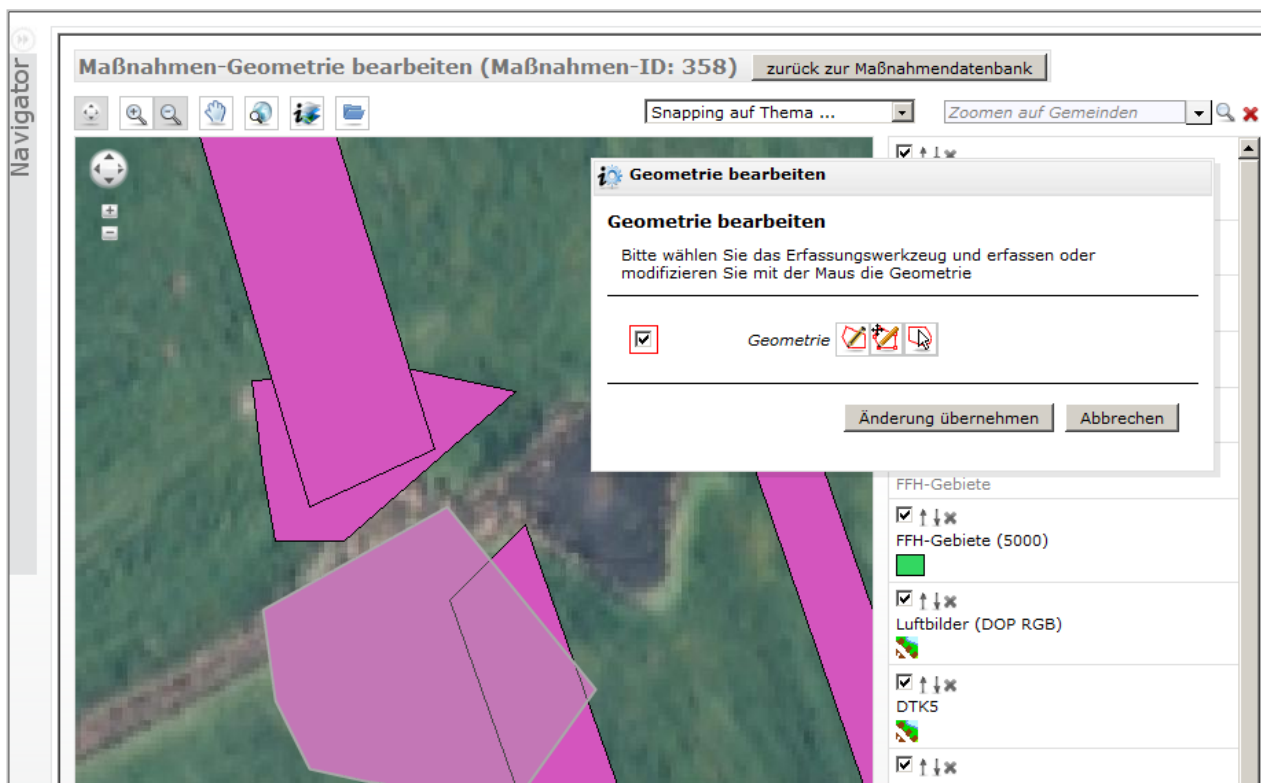 Navigator
Maßnahmen-Geometrie bearbeiten (Maßnahmen-ID: 358)
zurück zur Maßnahmendatenbank
Snapping auf Thema ...
Zoomen auf Gemeinden
Geometrie bearbeiten
Geometrie bearbeiten
Bitte wählen Sie das Erfassungswerkzeug und erfassen oder
modifizieren Sie mit der Maus die Geometrie
Geometrie
Änderung übernehmen
Abbrechen
FFH-Gebiete
FFH-Gebiete (5000)
Luftbilder (DOP RGB)
DTK5